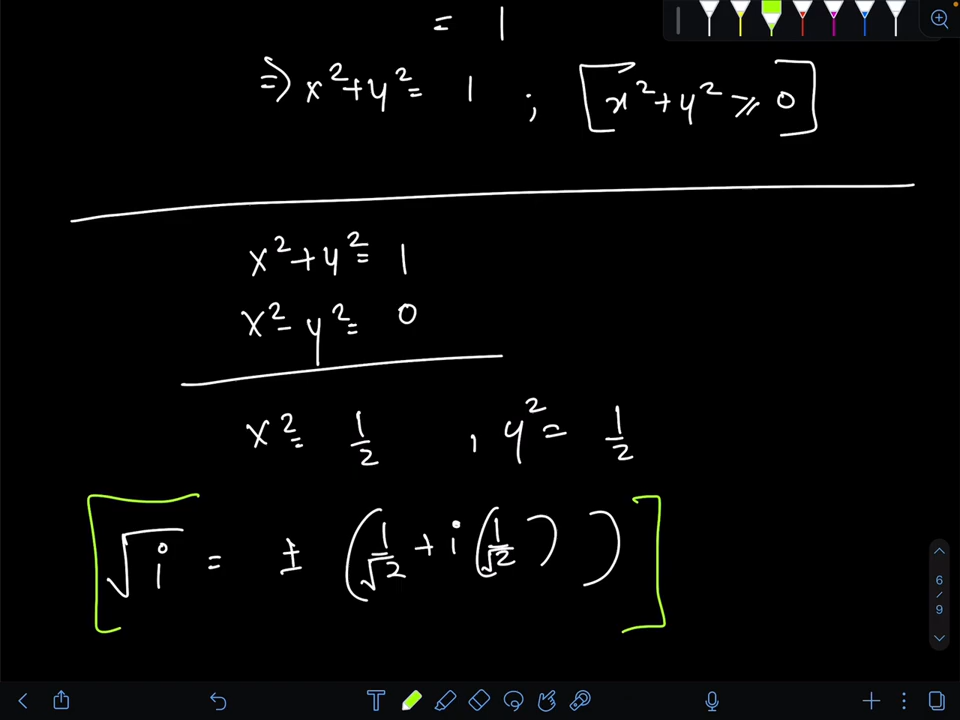 = 1
=> x²+y²= 1 ; [x²+y² ⩾ 0]
x²+y²= 1
x²-y²= 0
x²= 1/2 , y²= 1/2
[√i = ± (1/√2 + i(1/√2))]
6
/
9
T